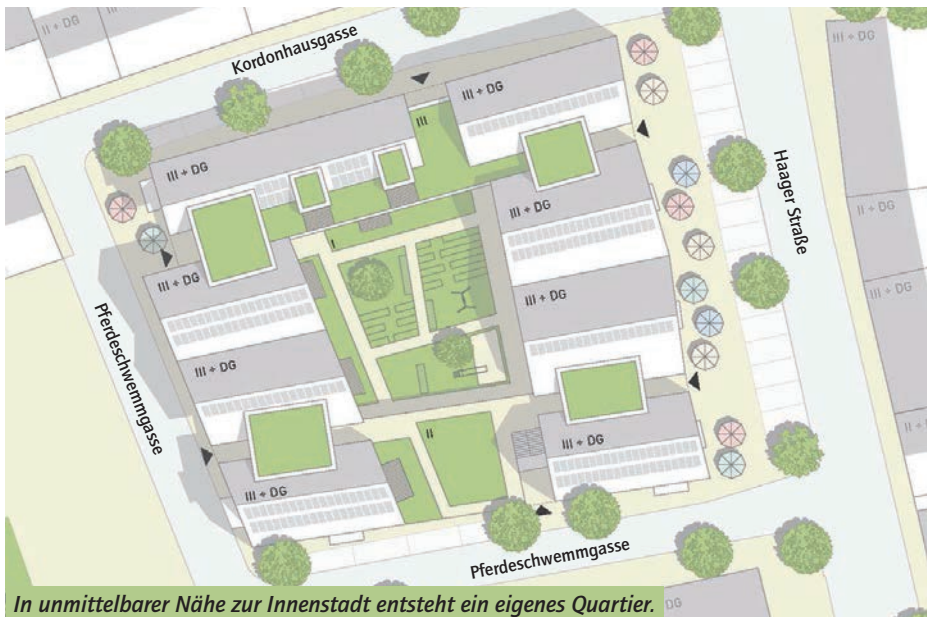 II + DG
III
Kordonhausgasse
III + DG
III + DG
III
III + DG
III + DG
I
III + DG
II + DG
III + DG
III + DG
III + DG
III + DG
II
III + DG
III + DG
Haager Straße
Pferdeschwemmgasse
Pferdeschwemmgasse
DG
In unmittelbarer Nähe zur Innenstadt entsteht ein eigenes Quartier.